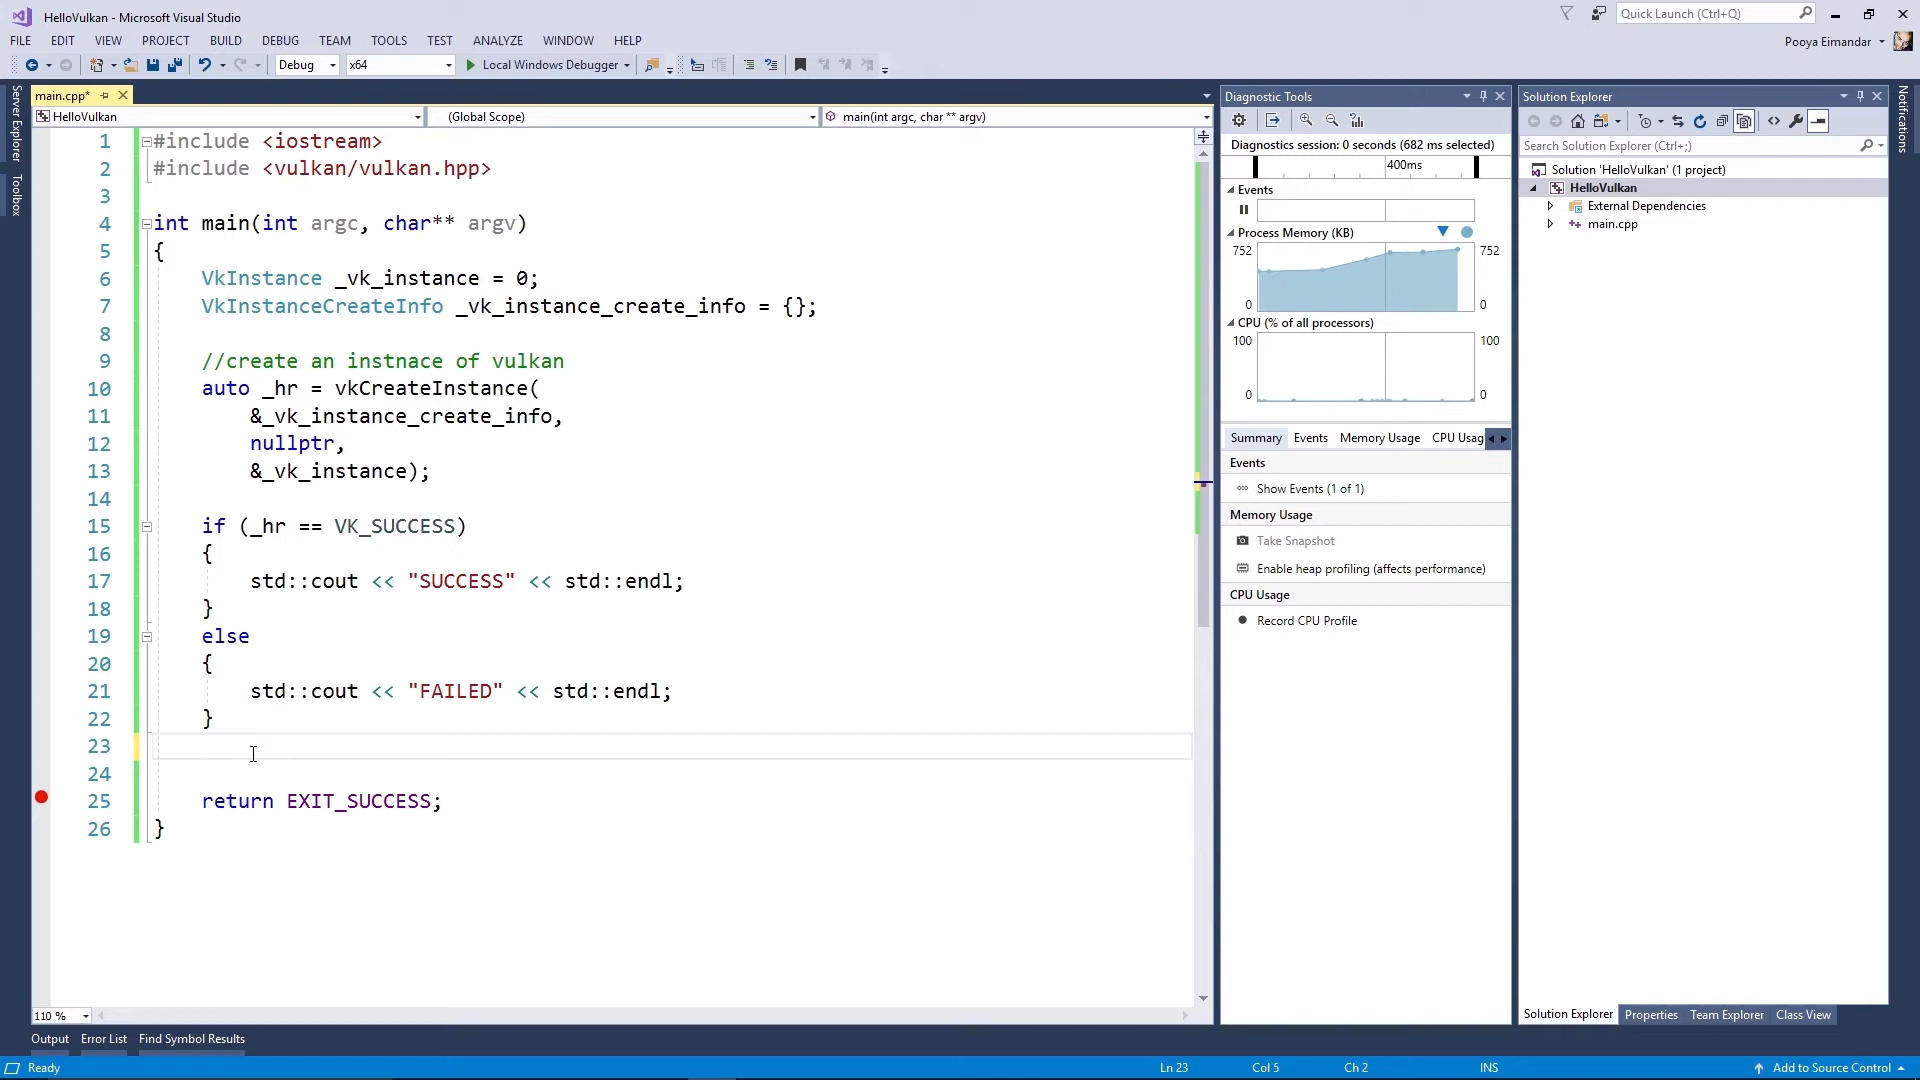 HelloVulkan - Microsoft Visual Studio
Quick Launch (Ctrl+Q)
FILE EDIT VIEW PROJECT BUILD DEBUG TEAM TOOLS TEST ANALYZE WINDOW HELP
Pooya Eimandar
Debug x64 Local Windows Debugger
Server Explorer
Toolbox
main.cpp*
HelloVulkan (Global Scope) main(int argc, char ** argv)
1 #include <iostream>
2 #include <vulkan/vulkan.hpp>
3
4 int main(int argc, char** argv)
5 {
6 VkInstance _vk_instance = 0;
7 VkInstanceCreateInfo _vk_instance_create_info = {};
8
9 //create an instnace of vulkan
10 auto _hr = vkCreateInstance(
11 &_vk_instance_create_info,
12 nullptr,
13 &_vk_instance);
14
15 if (_hr == VK_SUCCESS)
16 {
17 std::cout << "SUCCESS" << std::endl;
18 }
19 else
20 {
21 std::cout << "FAILED" << std::endl;
22 }
23
24
25 return EXIT_SUCCESS;
26 }
110 %
Diagnostic Tools
Diagnostics session: 0 seconds (682 ms selected)
400ms
Events
Process Memory (KB)
752 752
0 0
CPU (% of all processors)
100 100
0 0
Summary Events Memory Usage CPU Usag
Events
Show Events (1 of 1)
Memory Usage
Take Snapshot
Enable heap profiling (affects performance)
CPU Usage
Record CPU Profile
Solution Explorer
Search Solution Explorer (Ctrl+;)
Solution 'HelloVulkan' (1 project)
HelloVulkan
External Dependencies
main.cpp
Solution Explorer Properties Team Explorer Class View
Notifications
Output Error List Find Symbol Results
Ready Ln 23 Col 5 Ch 2 INS Add to Source Control